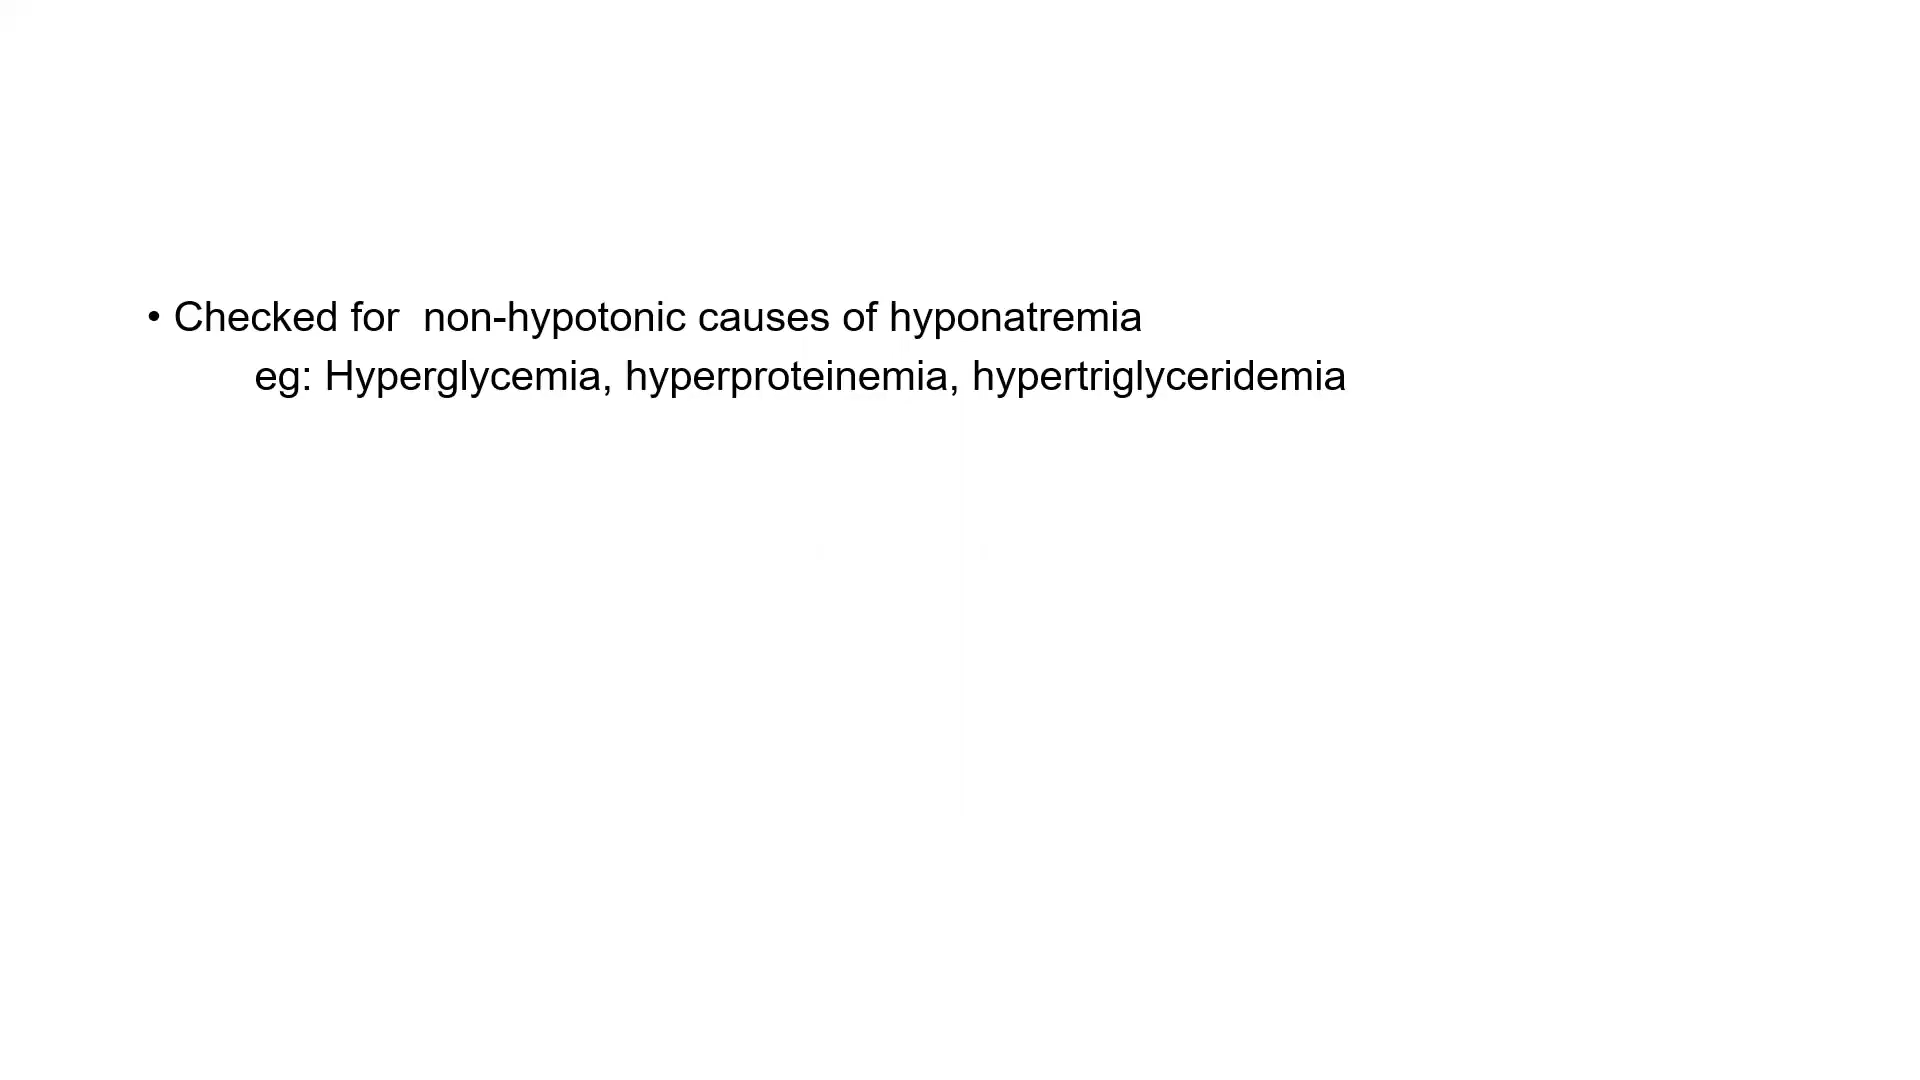 • Checked for  non-hypotonic causes of hyponatremia
eg: Hyperglycemia, hyperproteinemia, hypertriglyceridemia